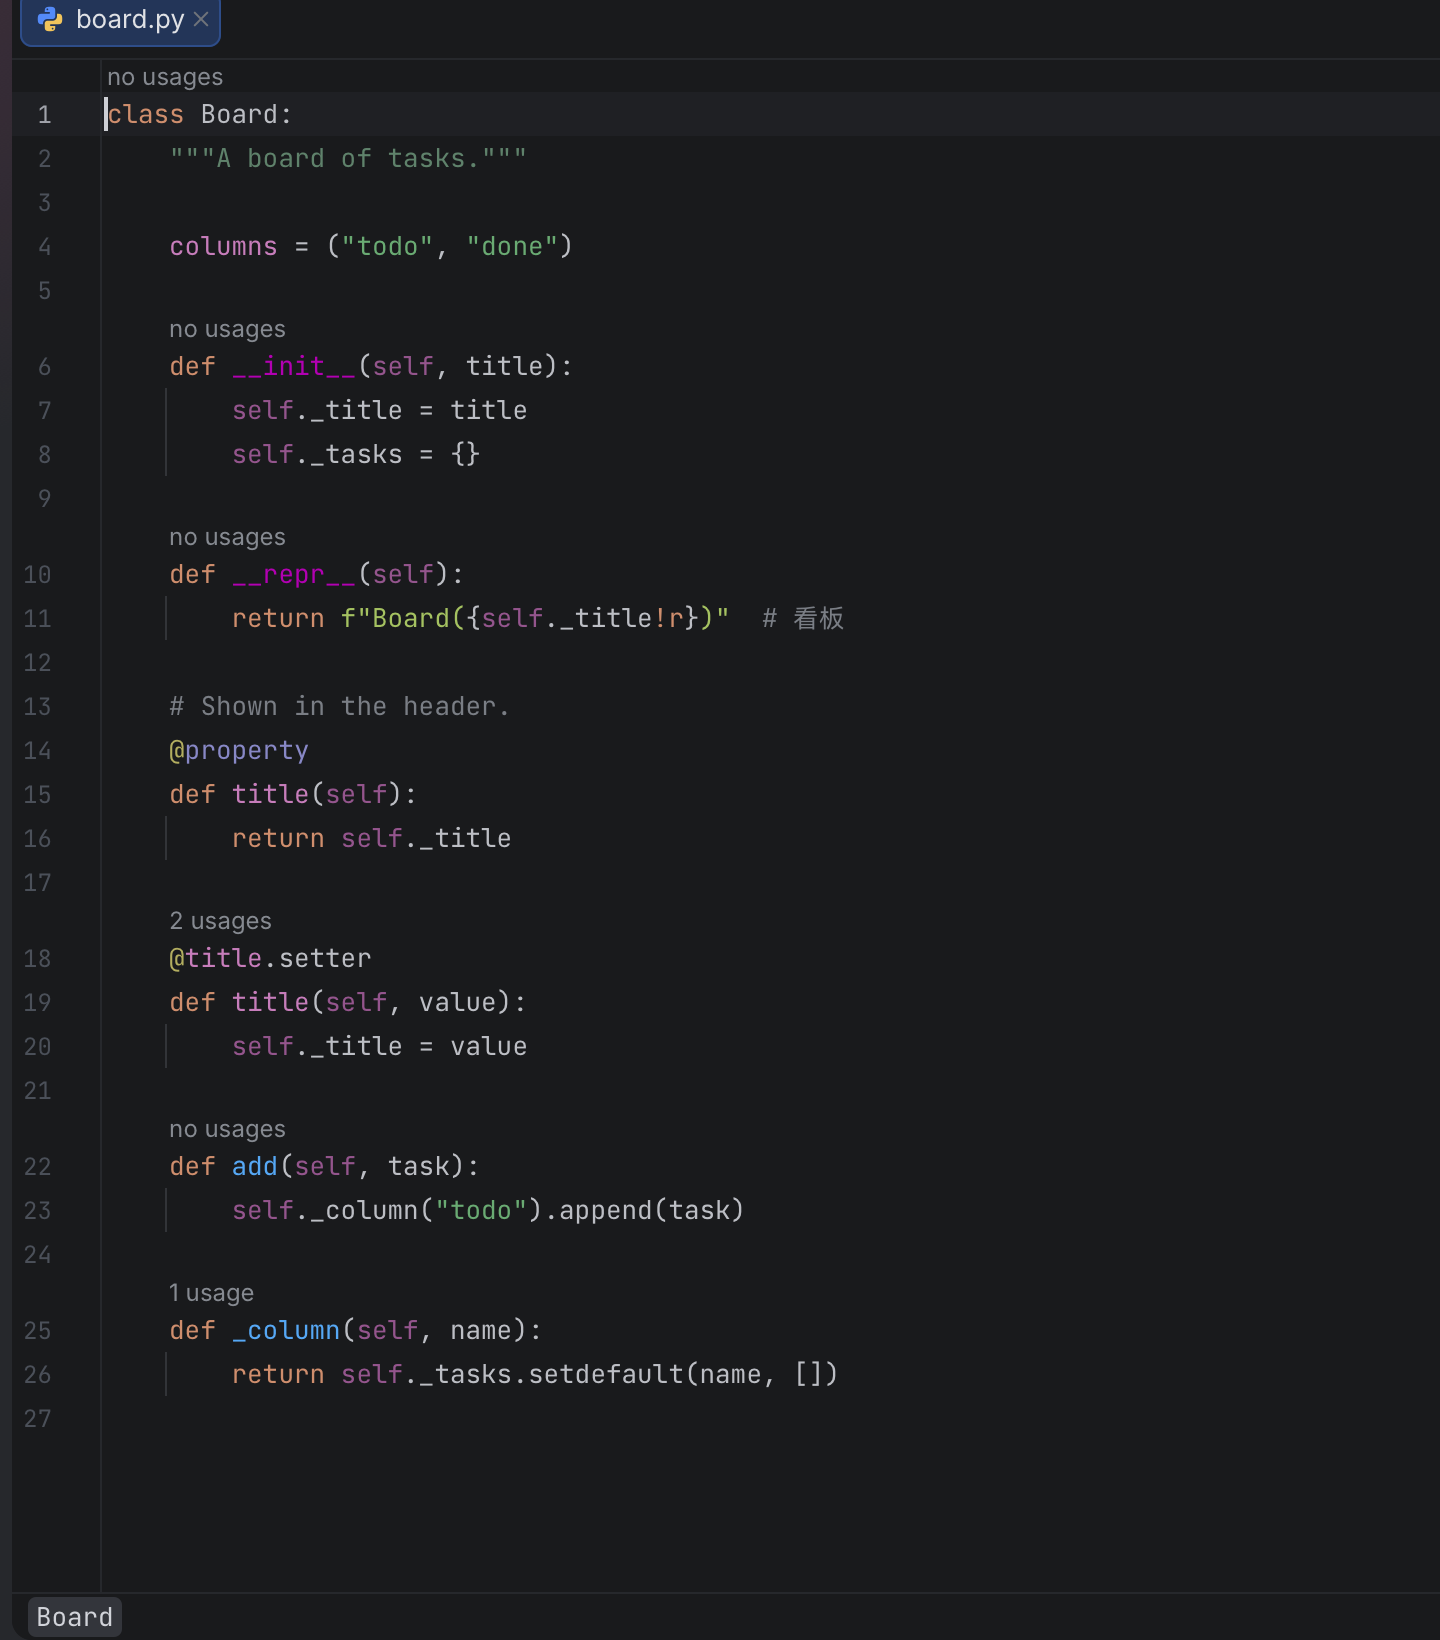 board.py
no usages
1 class Board:
2     """A board of tasks."""
3
4     columns = ("todo", "done")
5
no usages
6     def __init__(self, title):
7         self._title = title
8         self._tasks = {}
9
no usages
10     def __repr__(self):
11         return f"Board({self._title!r})"  # 看板
12
13     # Shown in the header.
14     @property
15     def title(self):
16         return self._title
17
2 usages
18     @title.setter
19     def title(self, value):
20         self._title = value
21
no usages
22     def add(self, task):
23         self._column("todo").append(task)
24
1 usage
25     def _column(self, name):
26         return self._tasks.setdefault(name, [])
27
Board